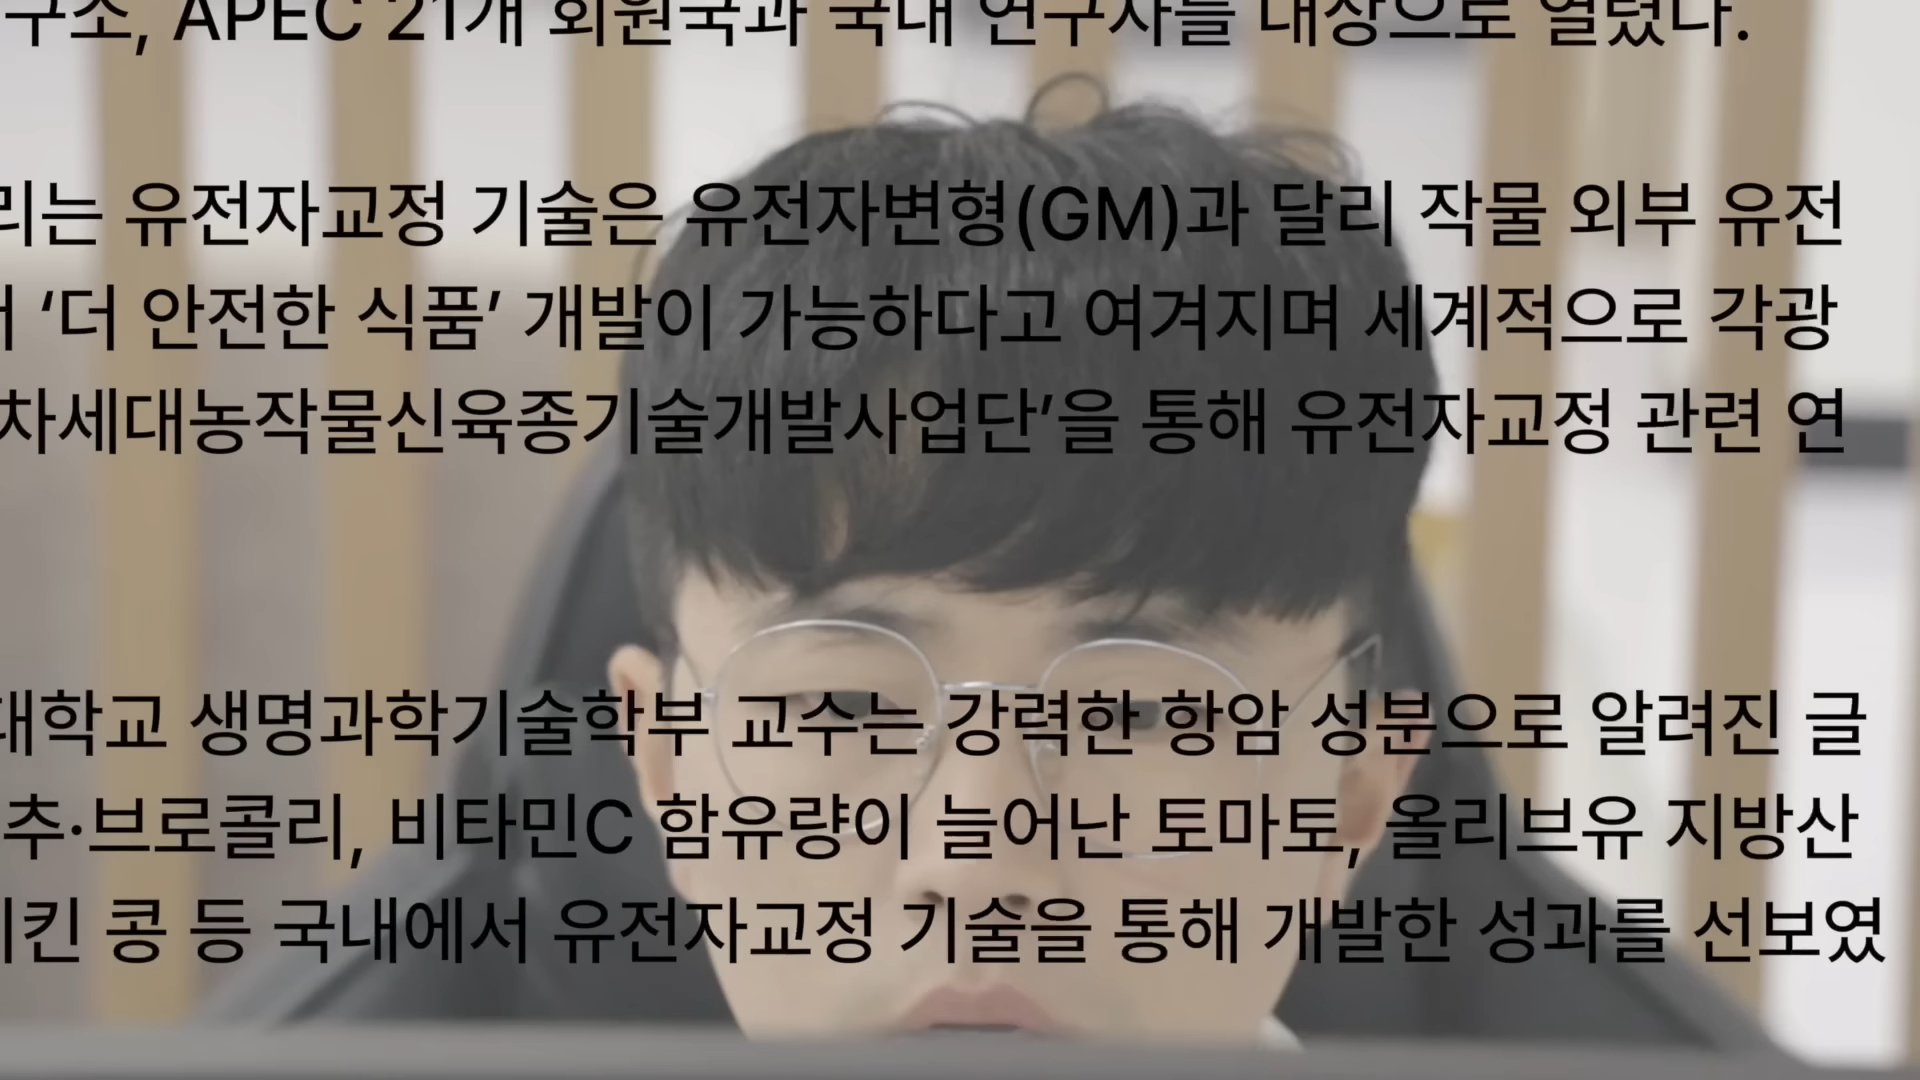 구소, APEC 21개 회원국과 국내 연구자를 대상으로 열렸다.
리는 유전자교정 기술은 유전자변형(GM)과 달리 작물 외부 유전
‘더 안전한 식품’ 개발이 가능하다고 여겨지며 세계적으로 각광
차세대농작물신육종기술개발사업단’을 통해 유전자교정 관련 연
대학교 생명과학기술학부 교수는 강력한 항암 성분으로 알려진 글
추·브로콜리, 비타민C 함유량이 늘어난 토마토, 올리브유 지방산
킨 콩 등 국내에서 유전자교정 기술을 통해 개발한 성과를 선보였